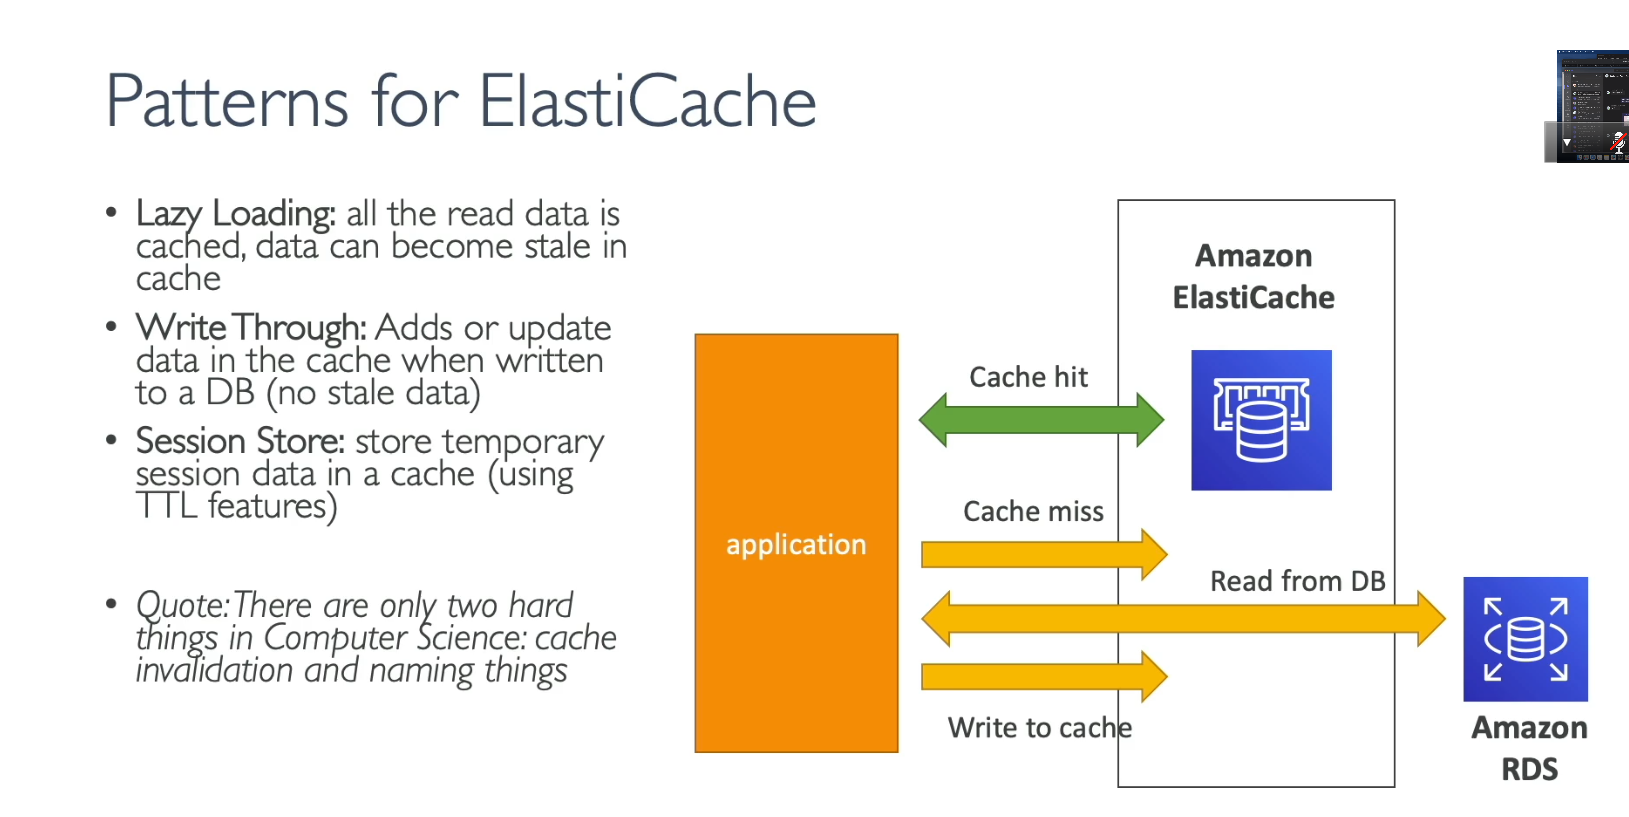 Patterns for ElastiCache
• Lazy Loading: all the read data is
cached, data can become stale in
cache
• Write Through: Adds or update
data in the cache when written
to a DB (no stale data)
• Session Store: store temporary
session data in a cache (using
TTL features)
• Quote: There are only two hard
things in Computer Science: cache
invalidation and naming things
application
Cache hit
Cache miss
Read from DB
Write to cache
Amazon
ElastiCache
Amazon
RDS